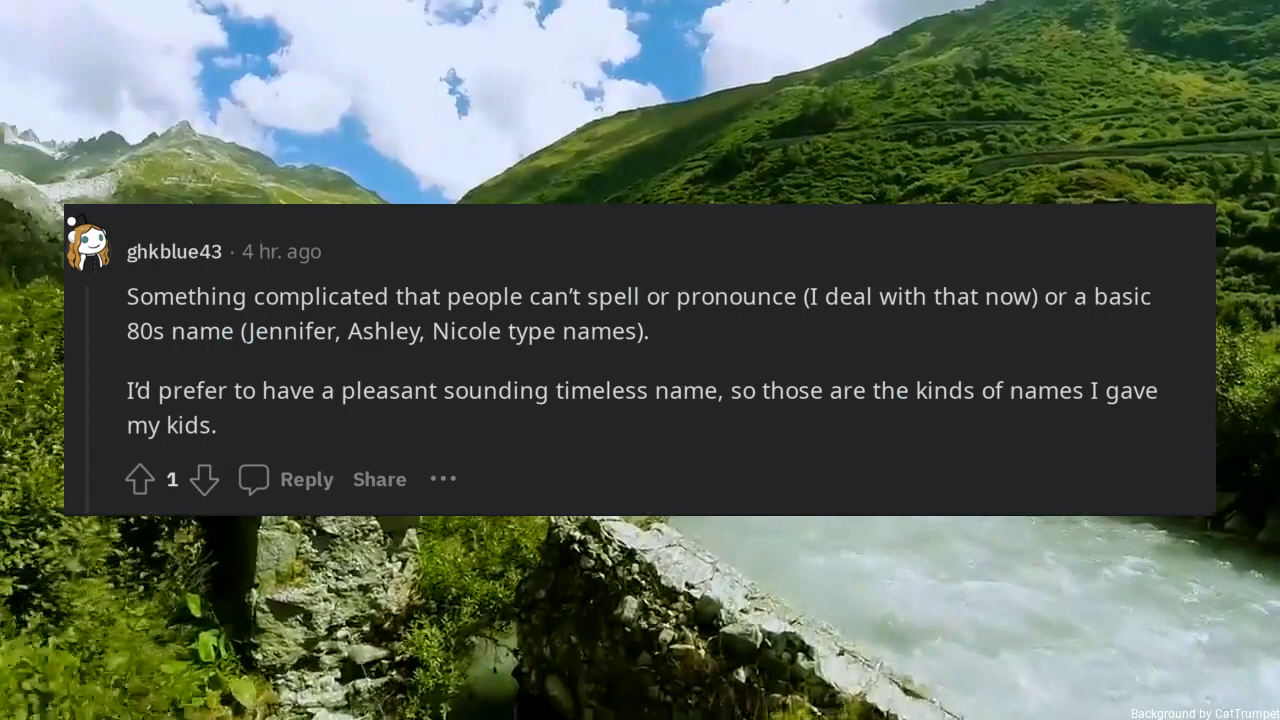 ghkblue43 · 4 hr. ago
Something complicated that people can’t spell or pronounce (I deal with that now) or a basic
80s name (Jennifer, Ashley, Nicole type names).
I’d prefer to have a pleasant sounding timeless name, so those are the kinds of names I gave
my kids.
1 Reply Share ···
Background by CatTrumpet